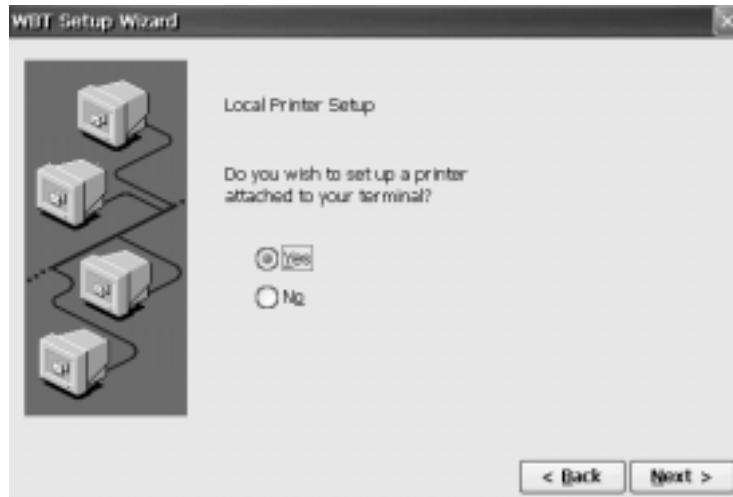 WBT Setup Wizard
Local Printer Setup
Do you wish to set up a printer
attached to your terminal?
Yes
No
< Back
Next >